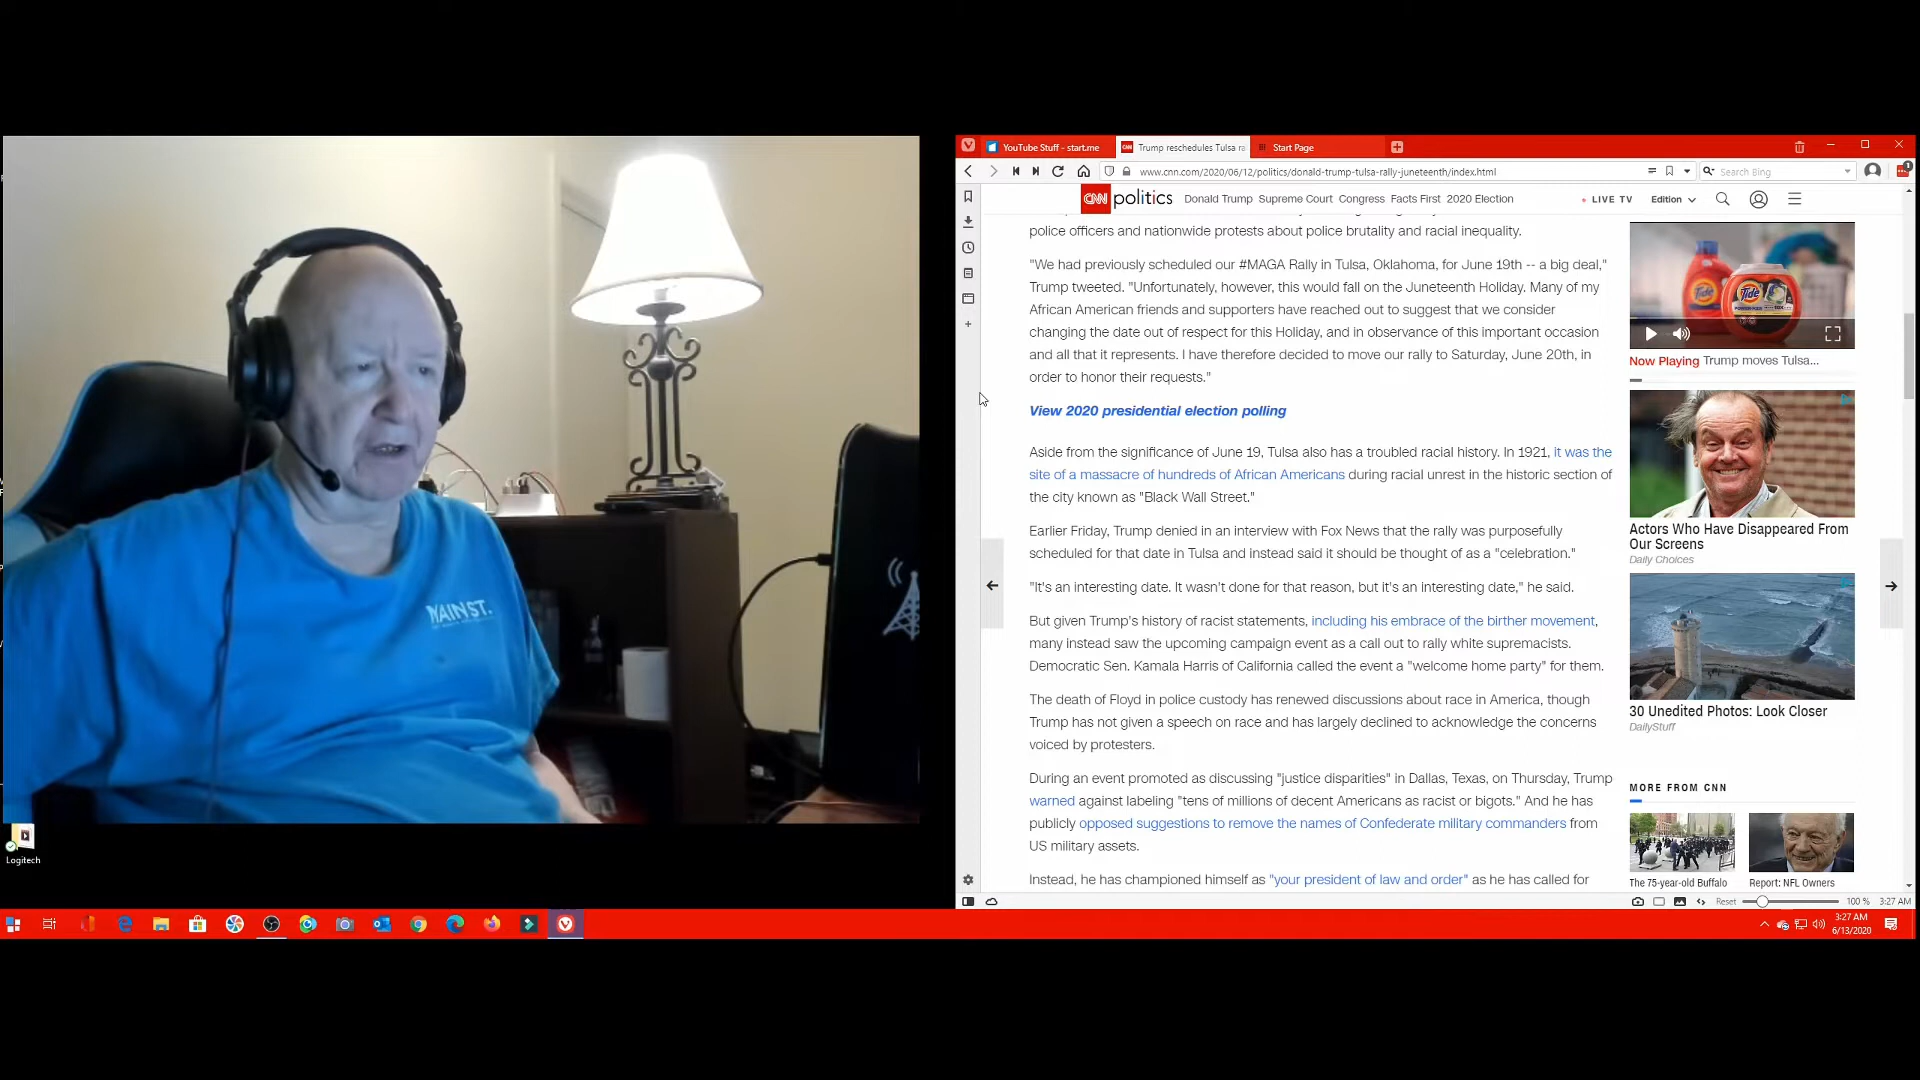 MAINST.
Logitech
YouTube Stuff - start.me
Trump reschedules Tulsa ra
Start Page
www.cnn.com/2020/06/12/politics/donald-trump-tulsa-rally-juneteenth/index.html
Search Bing
CNN politics Donald Trump Supreme Court Congress Facts First 2020 Election
LIVE TV Edition
police officers and nationwide protests about police brutality and racial inequality.
"We had previously scheduled our #MAGA Rally in Tulsa, Oklahoma, for June 19th -- a big deal,"
Trump tweeted. "Unfortunately, however, this would fall on the Juneteenth Holiday. Many of my
African American friends and supporters have reached out to suggest that we consider
changing the date out of respect for this Holiday, and in observance of this important occasion
and all that it represents. I have therefore decided to move our rally to Saturday, June 20th, in
order to honor their requests."
View 2020 presidential election polling
Aside from the significance of June 19, Tulsa also has a troubled racial history. In 1921, it was the
site of a massacre of hundreds of African Americans during racial unrest in the historic section of
the city known as "Black Wall Street."
Earlier Friday, Trump denied in an interview with Fox News that the rally was purposefully
scheduled for that date in Tulsa and instead said it should be thought of as a "celebration."
"It's an interesting date. It wasn't done for that reason, but it's an interesting date," he said.
But given Trump's history of racist statements, including his embrace of the birther movement,
many instead saw the upcoming campaign event as a call out to rally white supremacists.
Democratic Sen. Kamala Harris of California called the event a "welcome home party" for them.
The death of Floyd in police custody has renewed discussions about race in America, though
Trump has not given a speech on race and has largely declined to acknowledge the concerns
voiced by protesters.
During an event promoted as discussing "justice disparities" in Dallas, Texas, on Thursday, Trump
warned against labeling "tens of millions of decent Americans as racist or bigots." And he has
publicly opposed suggestions to remove the names of Confederate military commanders from
US military assets.
Instead, he has championed himself as "your president of law and order" as he has called for
Tide
Tide
Now Playing Trump moves Tulsa...
Actors Who Have Disappeared From
Our Screens
Daily Choices
30 Unedited Photos: Look Closer
DailyStuff
MORE FROM CNN
The 75-year-old Buffalo
Report: NFL Owners
Reset
100 %
3:27 AM
3:27 AM
6/13/2020